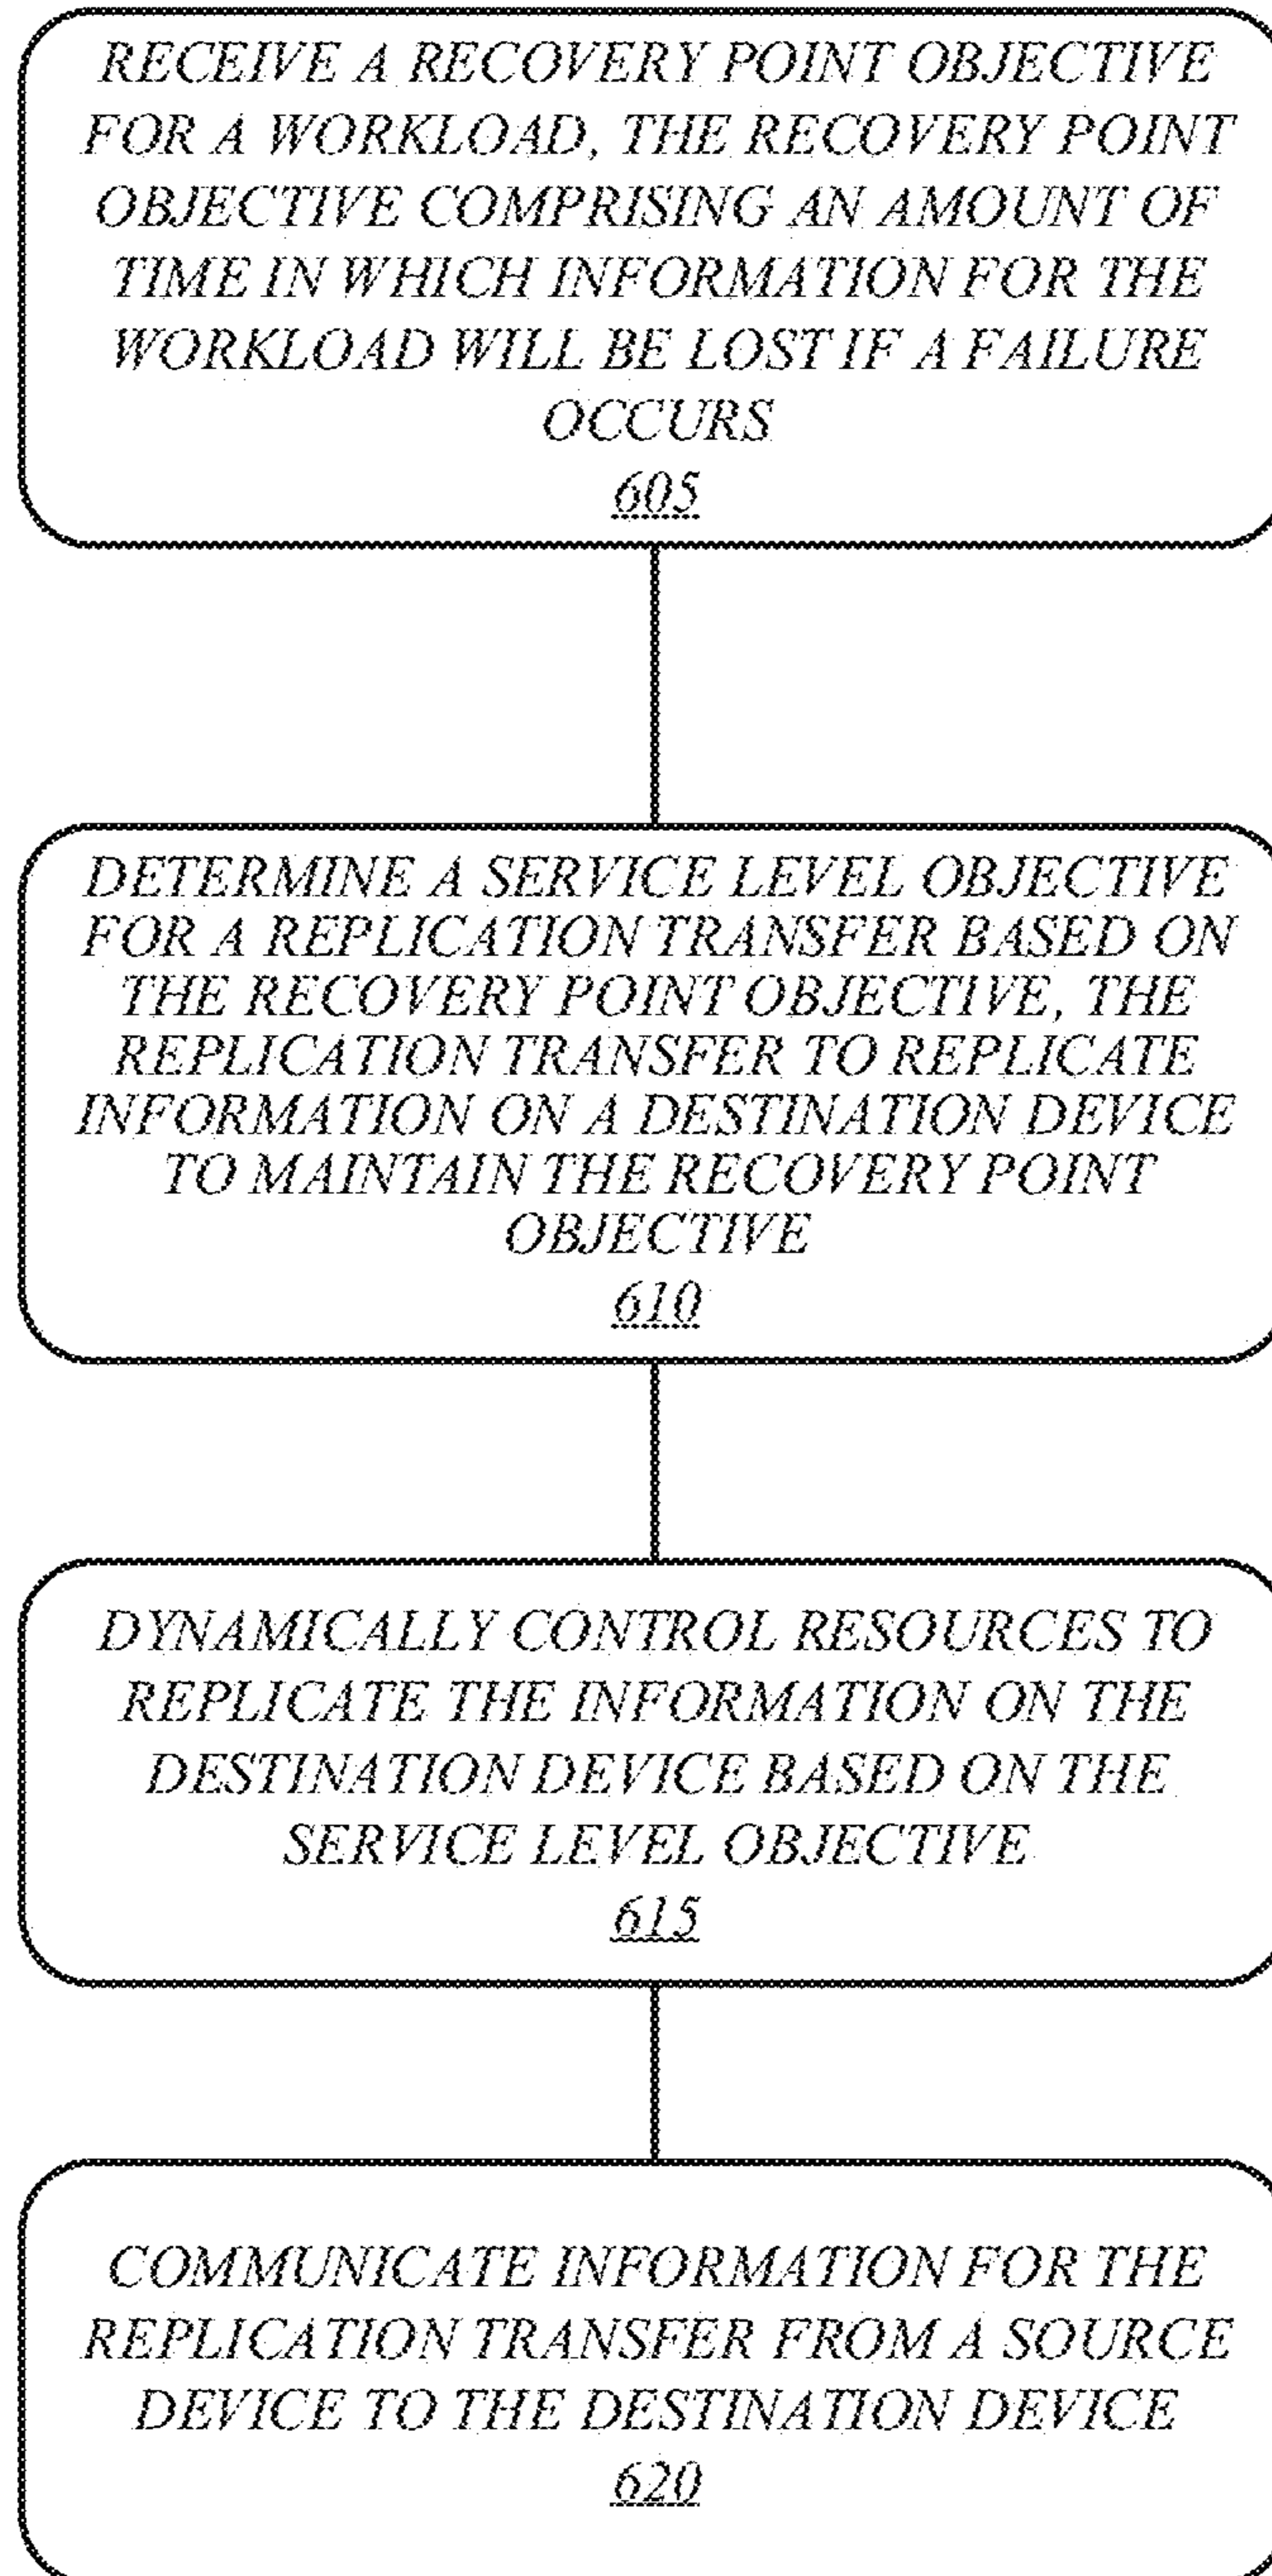 RECEIVE A RECOVERY POINT OBJECTIVE
FOR A WORKLOAD, THE RECOVERY POINT
OBJECTIVE COMPRISING AN AMOUNT OF
TIME IN WHICH INFORMATION FOR THE
WORKLOAD WILL BE LOST IF A FAILURE
OCCURS
605
DETERMINE A SERVICE LEVEL OBJECTIVE
FOR A REPLICATION TRANSFER BASED ON
THE RECOVERY POINT OBJECTIVE, THE
REPLICATION TRANSFER TO REPLICATE
INFORMATION ON A DESTINATION DEVICE
TO MAINTAIN THE RECOVERY POINT
OBJECTIVE
610
DYNAMICALLY CONTROL RESOURCES TO
REPLICATE THE INFORMATION ON THE
DESTINATION DEVICE BASED ON THE
SERVICE LEVEL OBJECTIVE
615
COMMUNICATE INFORMATION FOR THE
REPLICATION TRANSFER FROM A SOURCE
DEVICE TO THE DESTINATION DEVICE
620